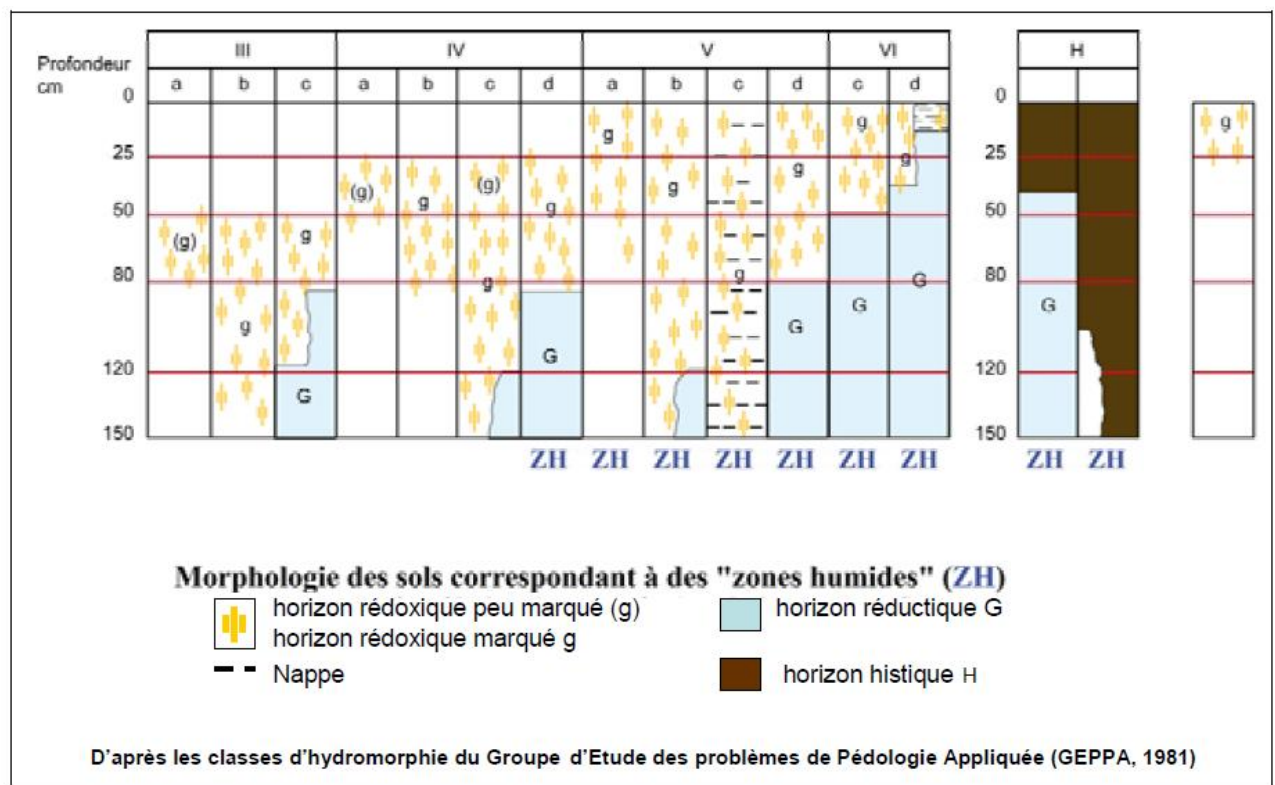 III IV V VI H
Profondeur
cm
a b c a b c d a b c d c d
0 0
g g g
25 25
g
(g) g (g) g g g
50 50
(g) g
g
80 80
g g G G G G
G
120 120
G
150 150
ZH ZH ZH ZH ZH ZH ZH ZH ZH
Morphologie des sols correspondant à des "zones humides" (ZH)
horizon rédoxique peu marqué (g) horizon réductique G
horizon rédoxique marqué g
Nappe horizon histique H
D'après les classes d'hydromorphie du Groupe d'Etude des problèmes de Pédologie Appliquée (GEPPA, 1981)